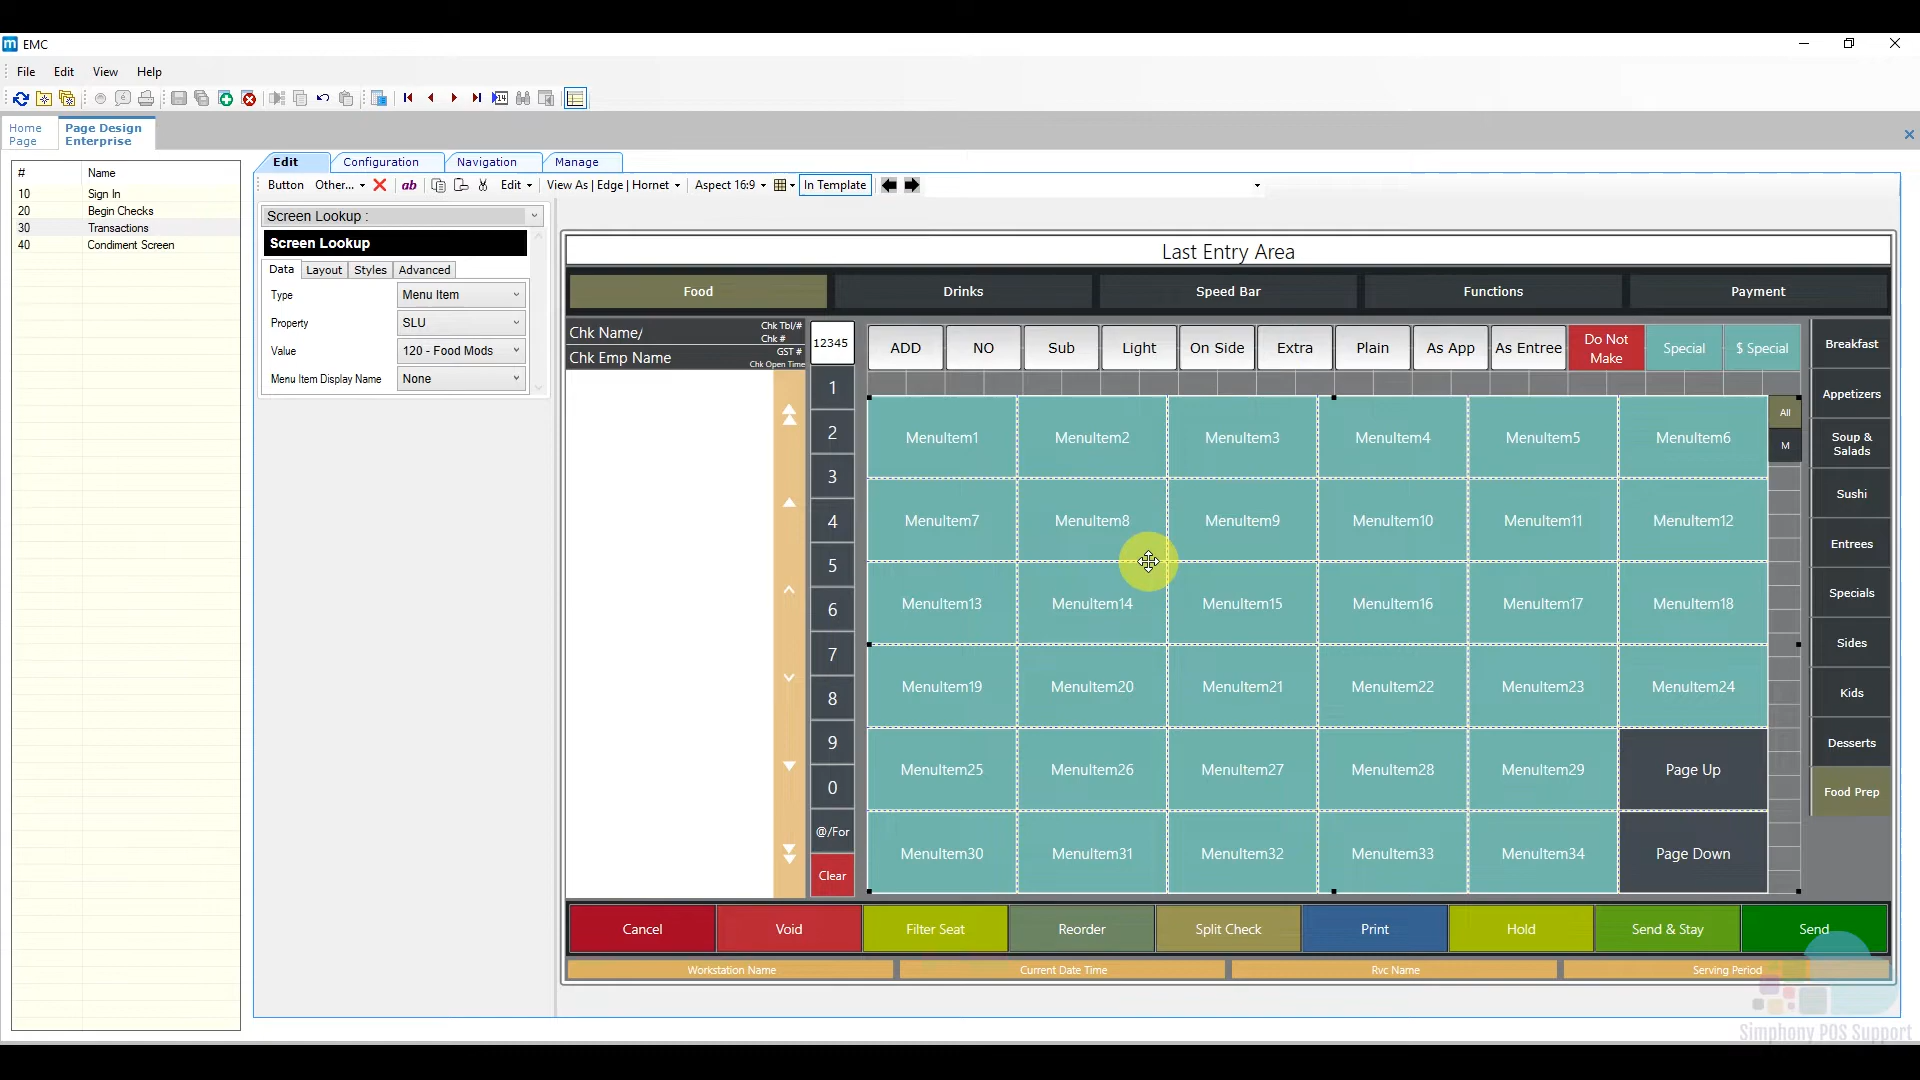 EMC
File Edit View Help
Home Page
Page Design Enterprise
# Name
10 Sign In
20 Begin Checks
30 Transactions
40 Condiment Screen
Edit Configuration Navigation Manage
Button Other... ab Edit View As | Edge | Hornet Aspect 16:9 In Template
Screen Lookup :
Screen Lookup
Data Layout Styles Advanced
Type Menu Item
Property SLU
Value 120 - Food Mods
Menu Item Display Name None
Last Entry Area
Food Drinks Speed Bar Functions Payment
Chk Name/ Chk Tbl/#
Chk #
Chk Emp Name GST #
Chk Open Time
12345
1
2
3
4
5
6
7
8
9
0
@/For
Clear
ADD NO Sub Light On Side Extra Plain As App As Entree Do Not Make Special $ Special
MenuItem1 MenuItem2 MenuItem3 MenuItem4 MenuItem5 MenuItem6
MenuItem7 MenuItem8 MenuItem9 MenuItem10 MenuItem11 MenuItem12
MenuItem13 MenuItem14 MenuItem15 MenuItem16 MenuItem17 MenuItem18
MenuItem19 MenuItem20 MenuItem21 MenuItem22 MenuItem23 MenuItem24
MenuItem25 MenuItem26 MenuItem27 MenuItem28 MenuItem29 Page Up
MenuItem30 MenuItem31 MenuItem32 MenuItem33 MenuItem34 Page Down
All
M
Breakfast
Appetizers
Soup &
Salads
Sushi
Entrees
Specials
Sides
Kids
Desserts
Food Prep
Cancel Void Filter Seat Reorder Split Check Print Hold Send & Stay Send
Workstation Name Current Date Time Rvc Name Serving Period
Simphony POS Support